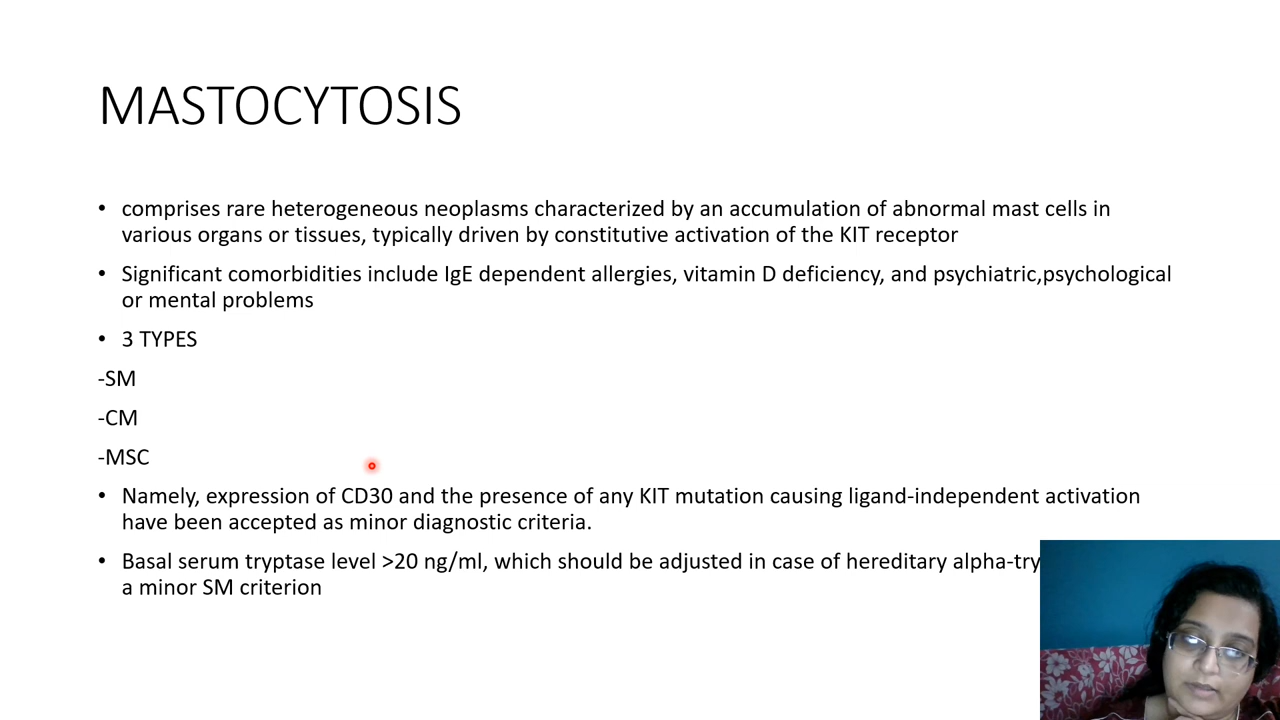 MASTOCYTOSIS
• comprises rare heterogeneous neoplasms characterized by an accumulation of abnormal mast cells in
various organs or tissues, typically driven by constitutive activation of the KIT receptor
• Significant comorbidities include IgE dependent allergies, vitamin D deficiency, and psychiatric,psychological
or mental problems
• 3 TYPES
-SM
-CM
-MSC
• Namely, expression of CD30 and the presence of any KIT mutation causing ligand-independent activation
have been accepted as minor diagnostic criteria.
• Basal serum tryptase level >20 ng/ml, which should be adjusted in case of hereditary alpha-try
a minor SM criterion